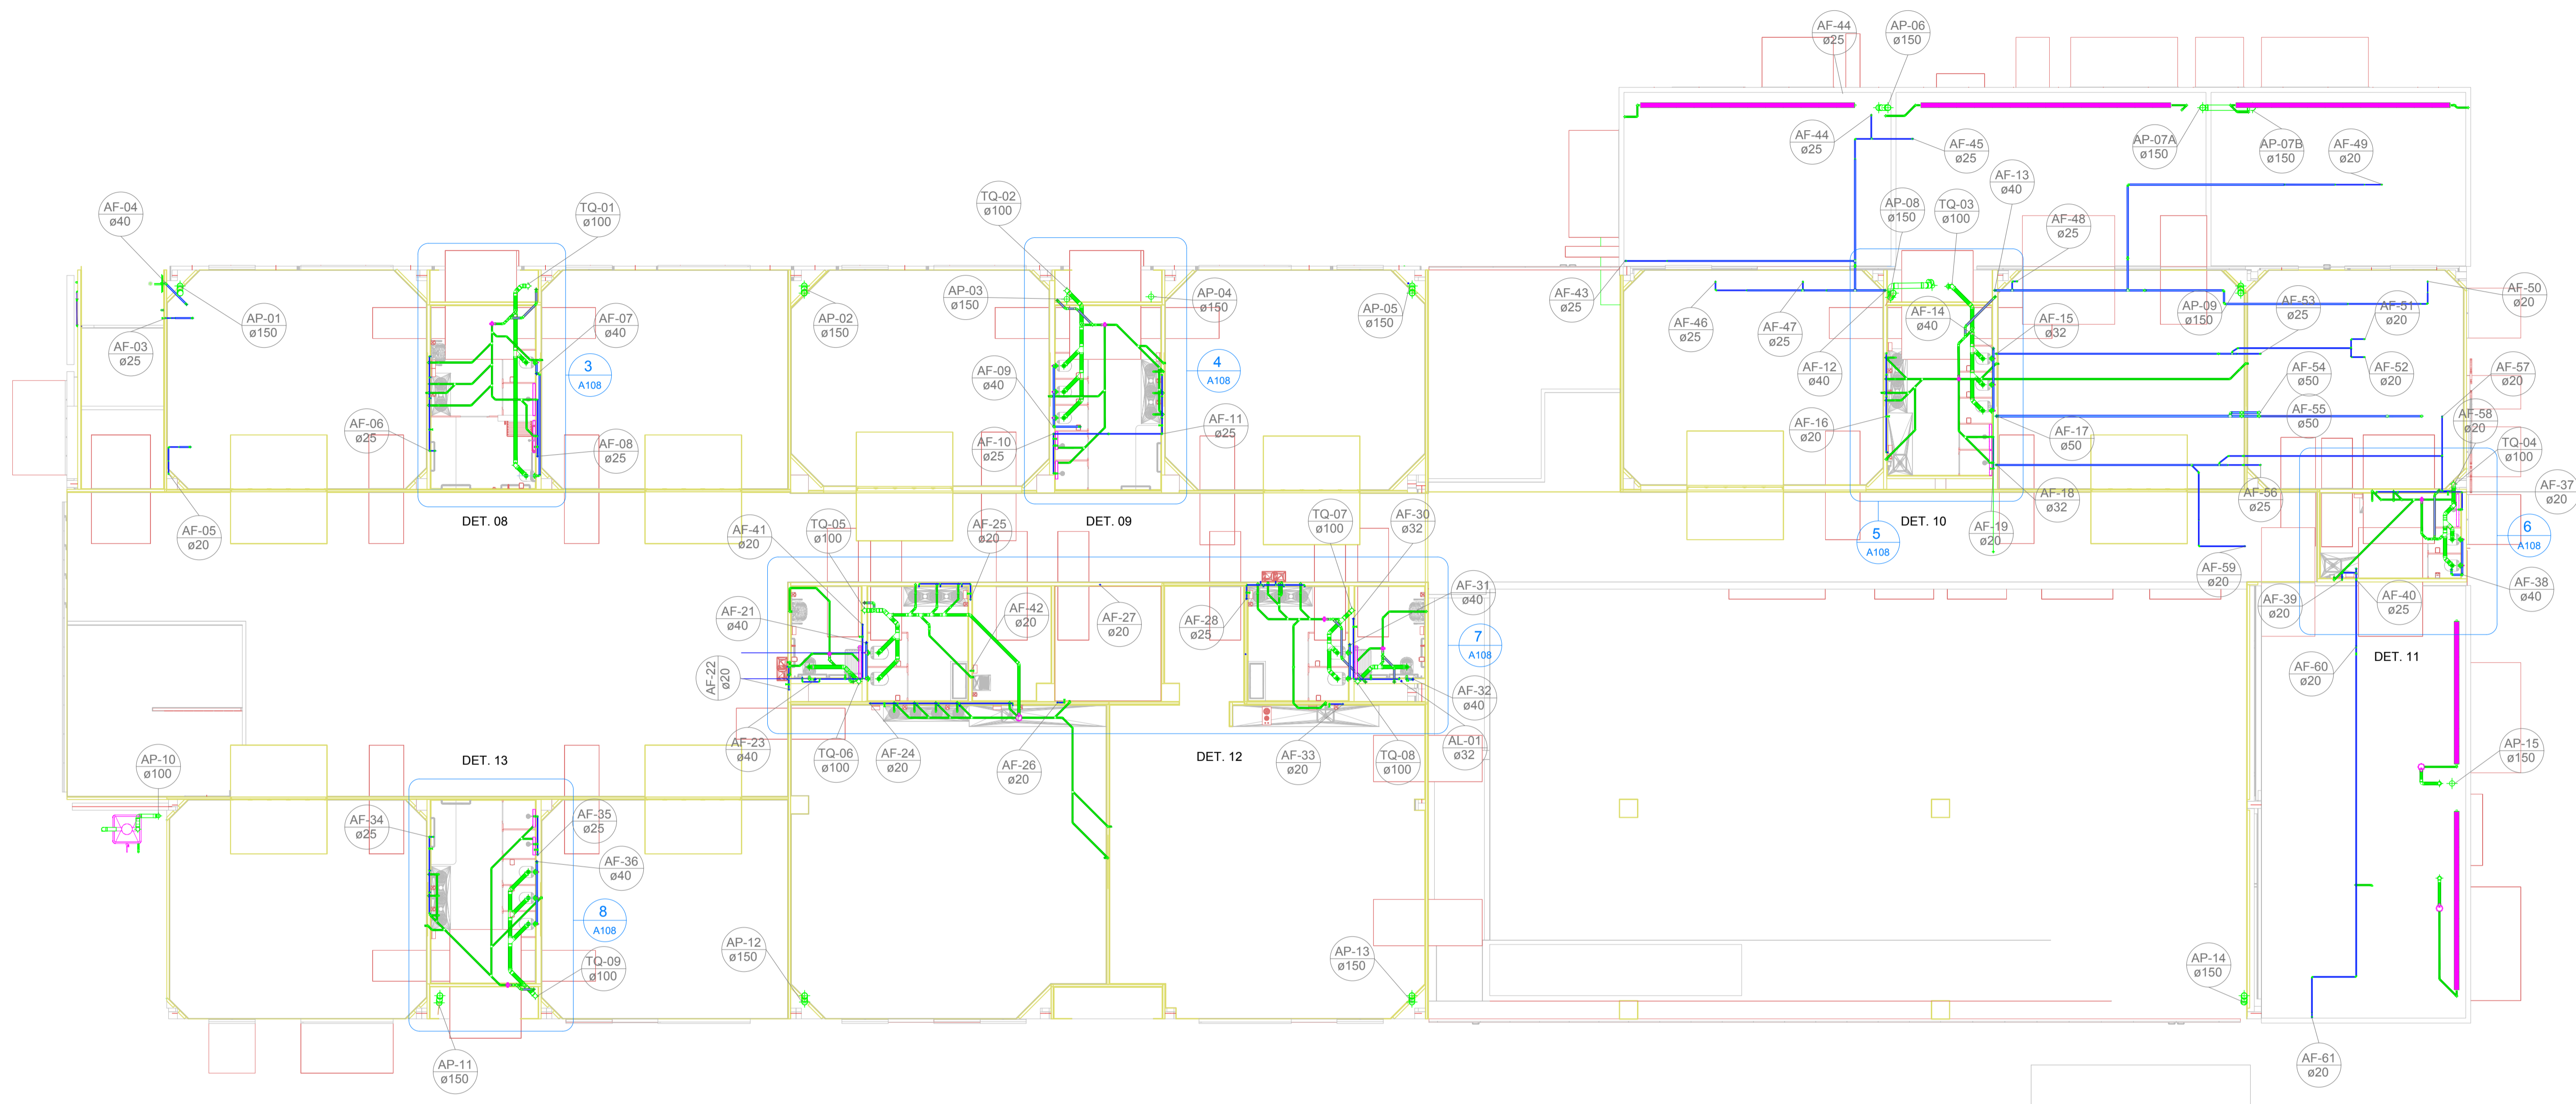 AF-44
ø25
AP-06
ø150
AF-44
ø25
AF-45
ø25
AP-07A
ø150
AP-07B
ø150
AF-49
ø20
AF-04
ø40
TQ-01
ø100
TQ-02
ø100
AP-08
ø150
TQ-03
ø100
AF-13
ø40
AF-48
ø25
AP-01
ø150
AF-03
ø25
AF-07
ø40
AP-02
ø150
AP-03
ø150
AP-04
ø150
AP-05
ø150
AF-43
ø25
AF-46
ø25
AF-47
ø25
AF-14
ø40
AF-15
ø32
AP-09
ø150
AF-53
ø25
AF-51
ø20
AF-50
ø20
3
A108
4
A108
AF-09
ø40
AF-12
ø40
AF-54
ø50
AF-52
ø20
AF-57
ø20
AF-06
ø25
AF-08
ø25
AF-10
ø25
AF-11
ø25
AF-16
ø20
AF-17
ø50
AF-55
ø50
AF-58
ø20
TQ-04
ø100
AF-05
ø20
DET. 08
DET. 09
DET. 10
AF-18
ø32
AF-56
ø25
AF-37
ø20
AF-41
ø20
TQ-05
ø100
AF-25
ø20
TQ-07
ø100
AF-30
ø32
5
A108
AF-19
ø20
6
A108
AF-59
ø20
AF-21
ø40
AF-42
ø20
AF-27
ø20
AF-28
ø25
AF-31
ø40
AF-39
ø20
AF-40
ø25
AF-38
ø40
7
A108
AF-22
ø20
AF-32
ø40
AF-60
ø20
DET. 11
AF-23
ø40
TQ-06
ø100
AF-24
ø20
AF-26
ø20
DET. 12
AF-33
ø20
TQ-08
ø100
AL-01
ø32
AP-15
ø150
DET. 13
AP-10
ø100
AF-34
ø25
AF-35
ø25
AF-36
ø40
8
A108
TQ-09
ø100
AP-12
ø150
AP-13
ø150
AP-14
ø150
AP-11
ø150
AF-61
ø20